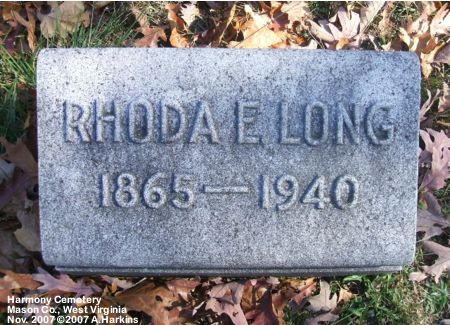 RHODA E. LONG
1865—1940
Harmony Cemetery
Mason Co., West Virginia
Nov. 2007 ©2007 A.Harkins